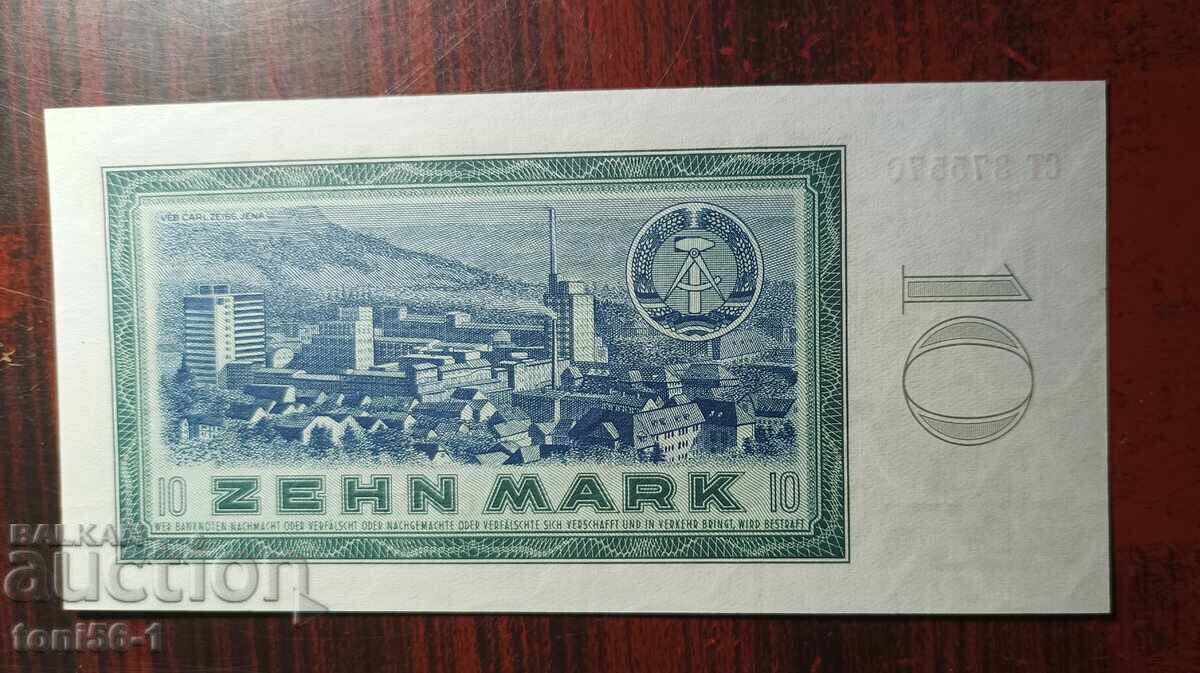 VEB CARL ZEISS JENA
10 ZEHN MARK 10
WER BANKNOTEN NACHMACHT ODER VERFÄLSCHT ODER NACHGEMACHTE ODER VERFÄLSCHTE SICH VERSCHAFFT UND IN VERKEHR BRINGT, WIRD BESTRAFT
10
BALKAN
auction
toni56-1